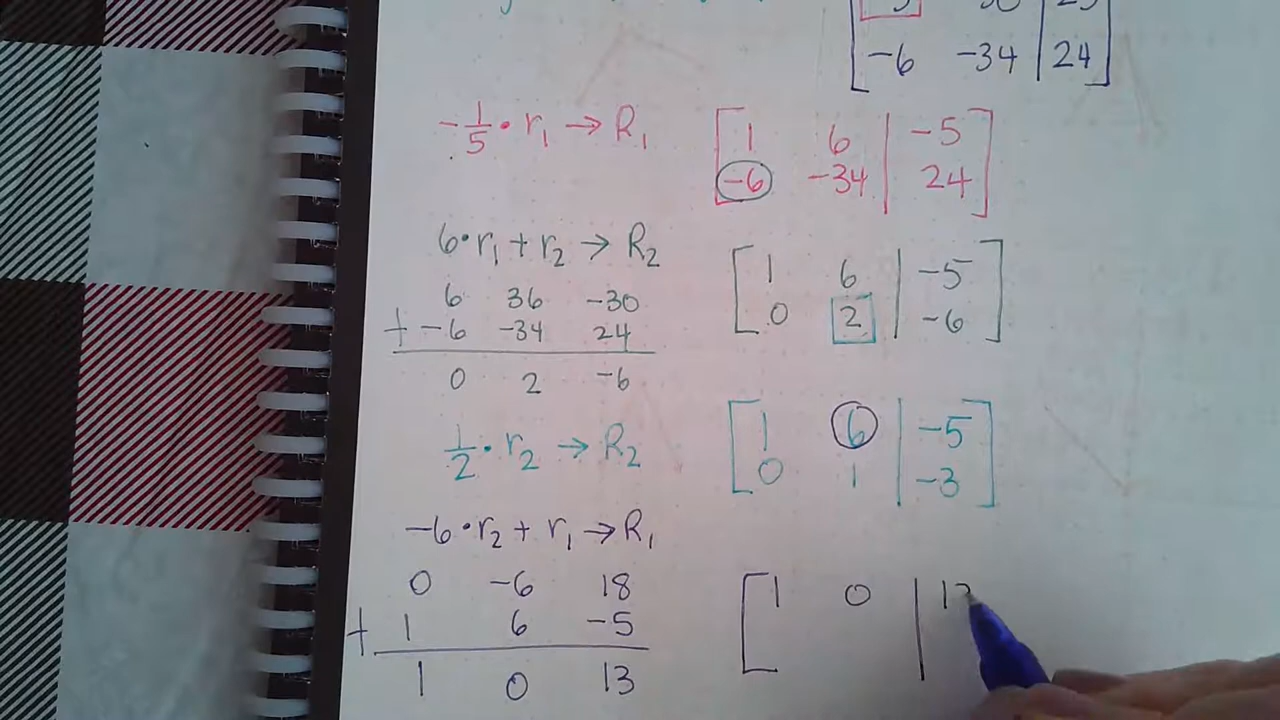 -6 -34 | 24
-1/5 • r₁ → R₁
1 6 | -5
-6 -34 | 24
6 • r₁ + r₂ → R₂
6 36 -30
+ -6 -34 24
0 2 -6
1 6 | -5
0 2 | -6
1/2 • r₂ → R₂
1 6 | -5
0 1 | -3
-6 • r₂ + r₁ → R₁
0 -6 18
+ 1 6 -5
1 0 13
1 0 | 1